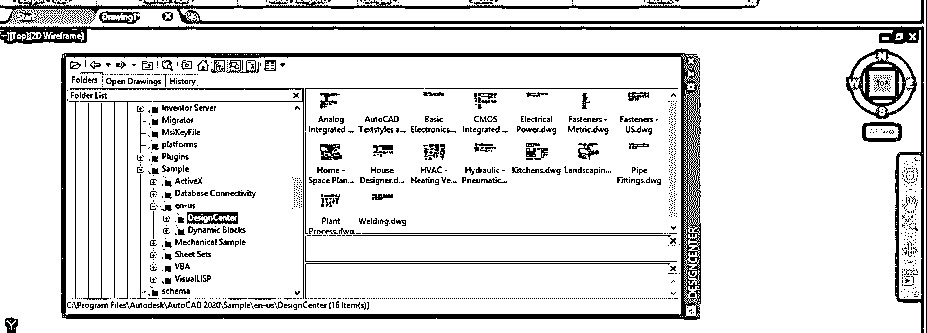 Drawing1*
[-][Top][2D Wireframe]
Folders Open Drawings History
Folder List
Inventor Server
Migrator
MsiKeyFile
platforms
Plugins
Sample
ActiveX
Database Connectivity
en-us
DesignCenter
Dynamic Blocks
Mechanical Sample
Sheet Sets
VBA
VisualLISP
schema
Analog AutoCAD Basic CMOS Electrical Fasteners - Fasteners -
Integrated ... Textstyles a... Electronics... Integrated ... Power.dwg Metric.dwg US.dwg
Home - House HVAC - Hydraulic - Kitchens.dwg Landscapin... Pipe
Space Plan... Designer.d... Heating Ve... Pneumatic... Fittings.dwg
Plant Welding.dwg
Process.dwg
C:\Program Files\Autodesk\AutoCAD 2020\Sample\en-us\DesignCenter (16 Item(s))
DESIGNCENTER
TOP
Y